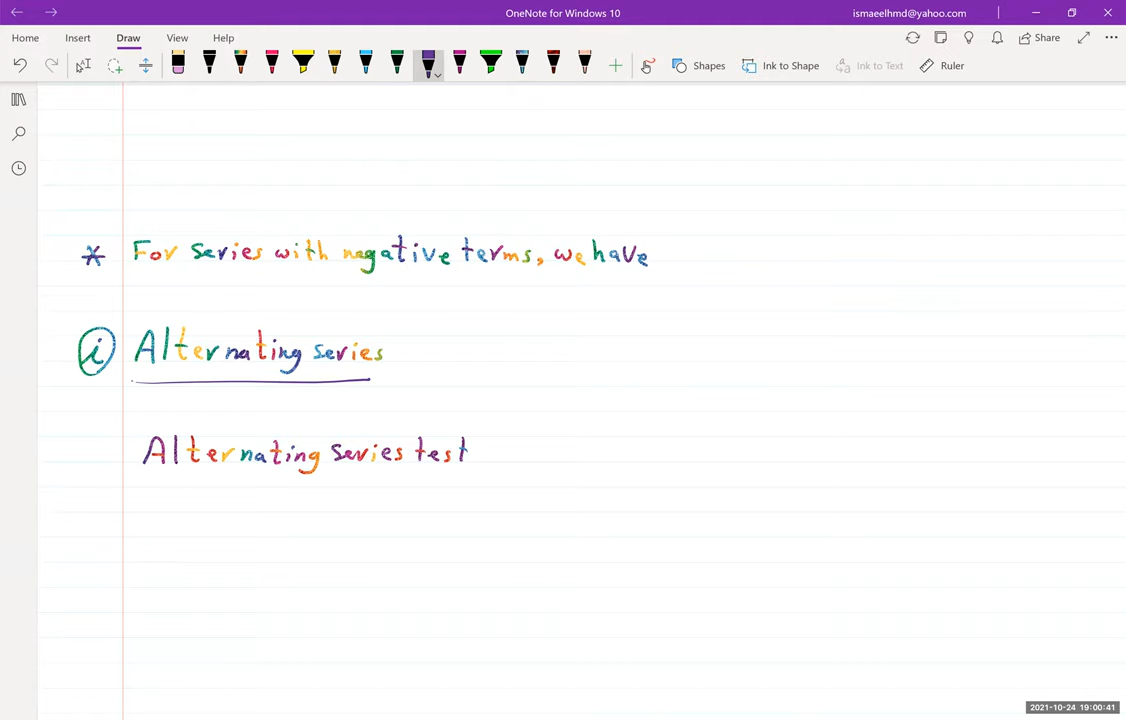 OneNote for Windows 10
ismaeelhmd@yahoo.com
Home Insert Draw View Help
Share
Shapes Ink to Shape Ink to Text Ruler
* For series with negative terms, we have
i Alternating series
Alternating series test
2021-10-24 19:00:41